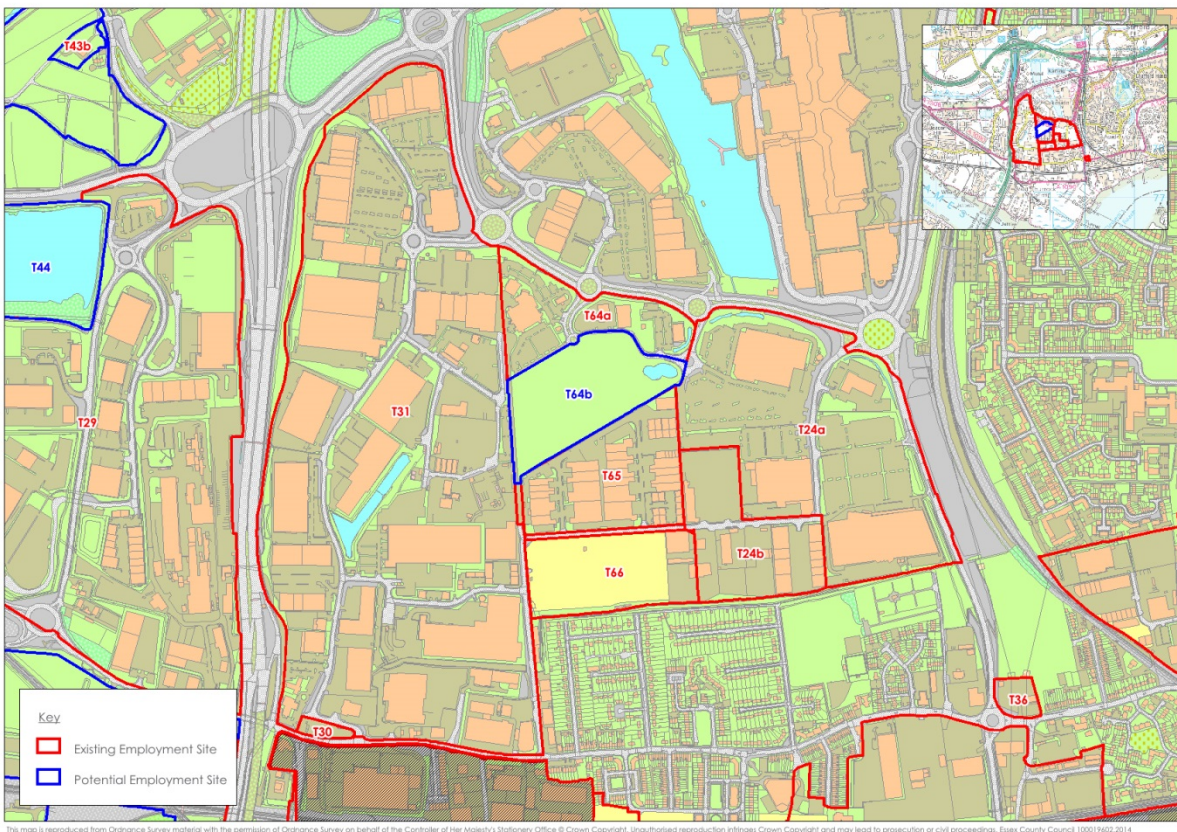 T43b
T44
T64a
T64b
T29
T31
T24a
T65
T24b
T66
T36
T30
Key
Existing Employment Site
Potential Employment Site
This map is reproduced from Ordnance Survey material with the permission of Ordnance Survey on behalf of the Controller of Her Majesty's Stationery Office © Crown Copyright. Unauthorised reproduction infringes Crown Copyright and may lead to prosecution or civil proceedings. Essex County Council 100019602 2014